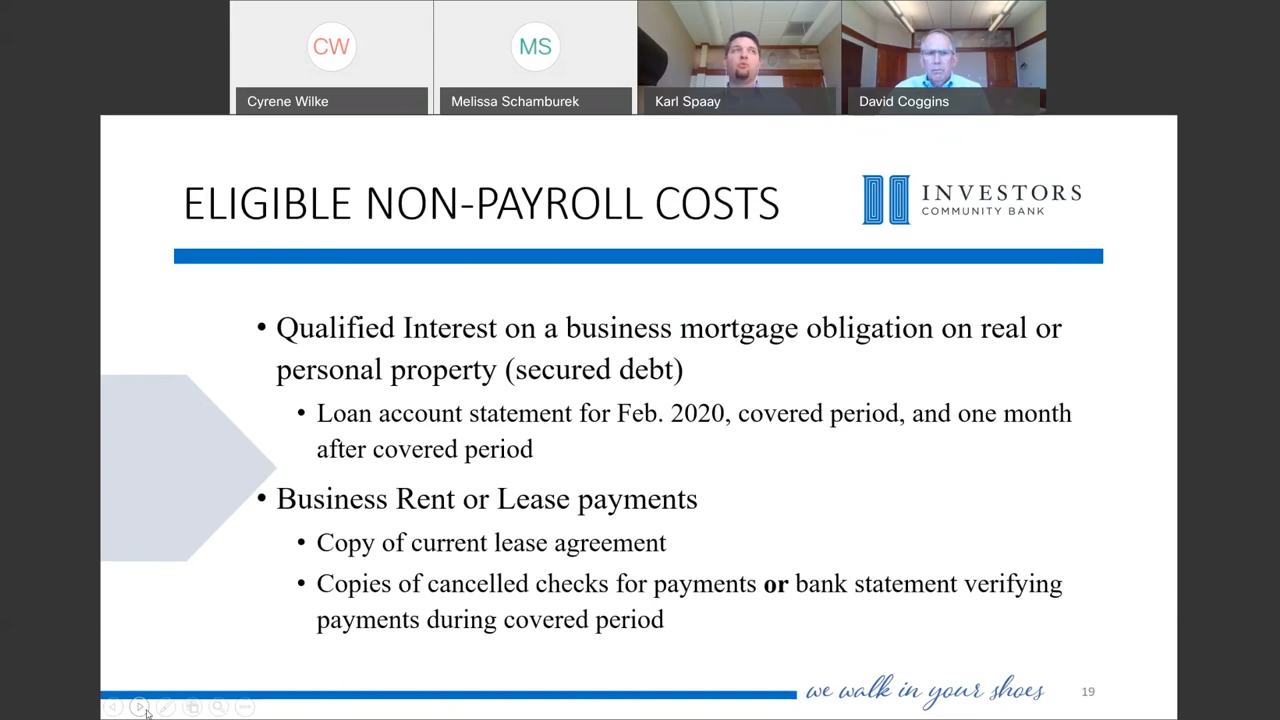 CW
MS
Cyrene Wilke
Melissa Schamburek
Karl Spaay
David Coggins
ELIGIBLE NON-PAYROLL COSTS
INVESTORS
COMMUNITY BANK
• Qualified Interest on a business mortgage obligation on real or
personal property (secured debt)
• Loan account statement for Feb. 2020, covered period, and one month
after covered period
• Business Rent or Lease payments
• Copy of current lease agreement
• Copies of cancelled checks for payments or bank statement verifying
payments during covered period
we walk in your shoes
19